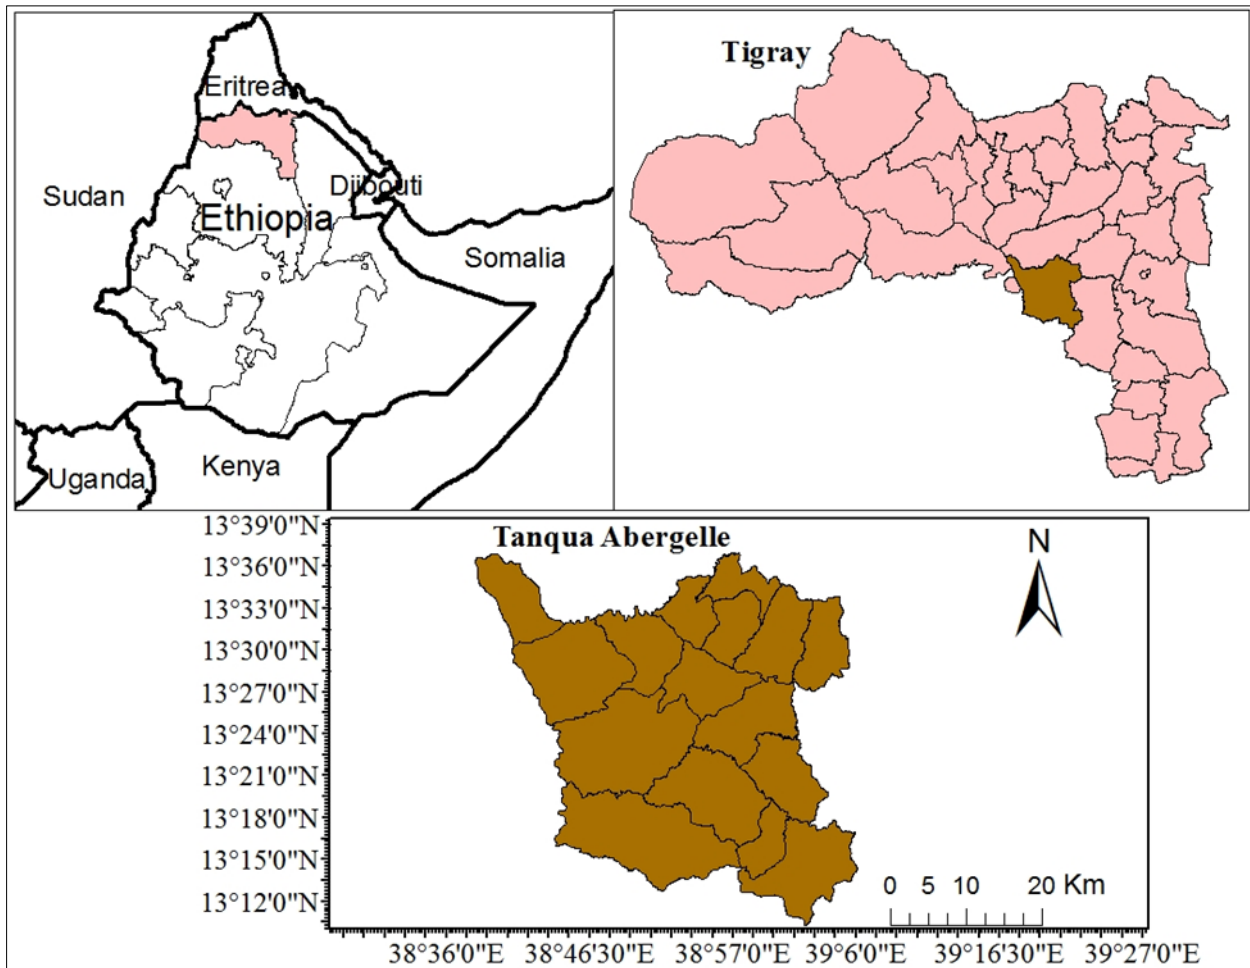 Eritrea
Sudan
Djibouti
Ethiopia
Somalia
Uganda
Kenya
Tigray
Tanqua Abergelle
13°39'0"N
13°36'0"N
13°33'0"N
13°30'0"N
13°27'0"N
13°24'0"N
13°21'0"N
13°18'0"N
13°15'0"N
13°12'0"N
N
0 5 10 20 Km
38°36'0"E 38°46'30"E 38°57'0"E 39°6'0"E 39°16'30"E 39°27'0"E